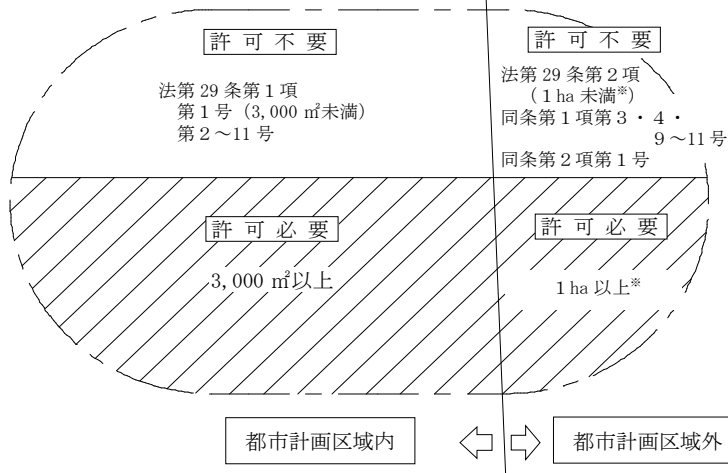 許可不要
法第29条第1項
第1号（3,000㎡未満）
第2～11号
許可不要
法第29条第2項
（1ha未満※）
同条第1項第3・4・
9～11号
同条第2項第1号
許可必要
3,000㎡以上
許可必要
1ha以上※
都市計画区域内
都市計画区域外